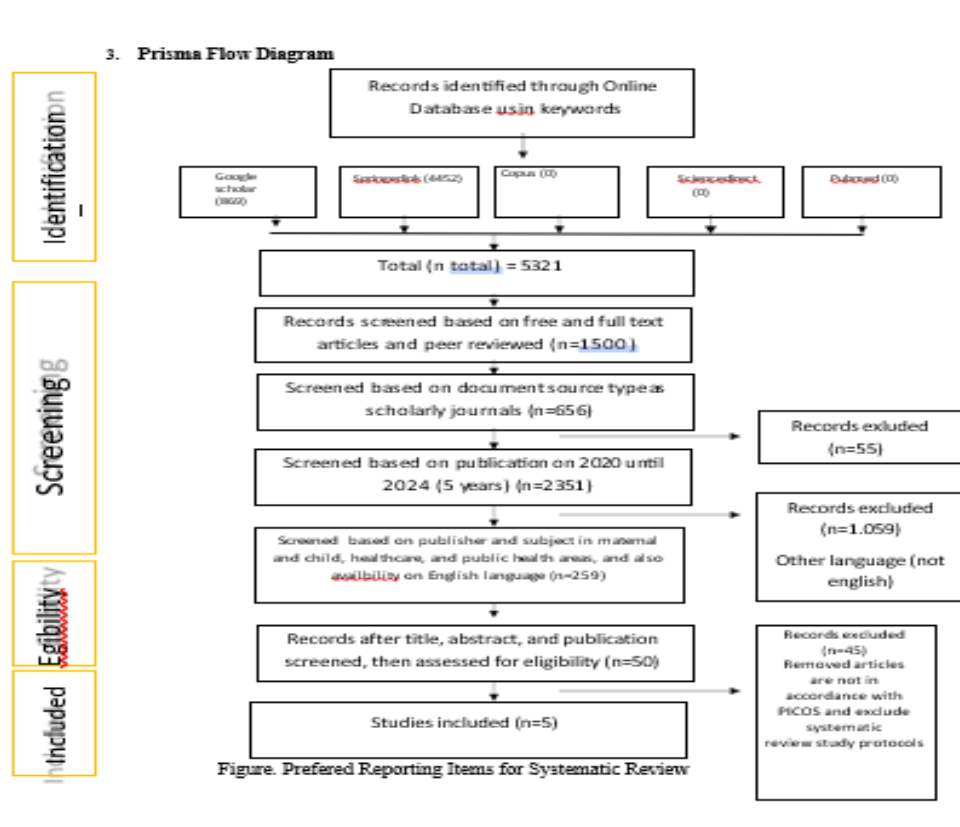 3. Prisma Flow Diagram
Identification
Records identified through Online
Database usin keywords
Google
scholar
(869)
Springerlink (4452)
Copus (0)
Sciencedirect
(0)
Pubmed (0)
Total (n total) = 5321
Screening
Records screened based on free and full text
articles and peer reviewed (n=1500)
Screened based on document source type as
scholarly journals (n=656)
Records exluded
(n=55)
Screened based on publication on 2020 until
2024 (5 years) (n=2351)
Records excluded
(n=1.059)
Other language (not
english)
Screened based on publisher and subject in maternal
and child, healthcare, and public health areas, and also
availbility on English language (n=259)
Egibility
Records after title, abstract, and publication
screened, then assessed for eligibility (n=50)
Records excluded
(n=45)
Removed articles
are not in
accordance with
PICOS and exclude
systematic
review study protocols
Included
Studies included (n=5)
Figure. Prefered Reporting Items for Systematic Review